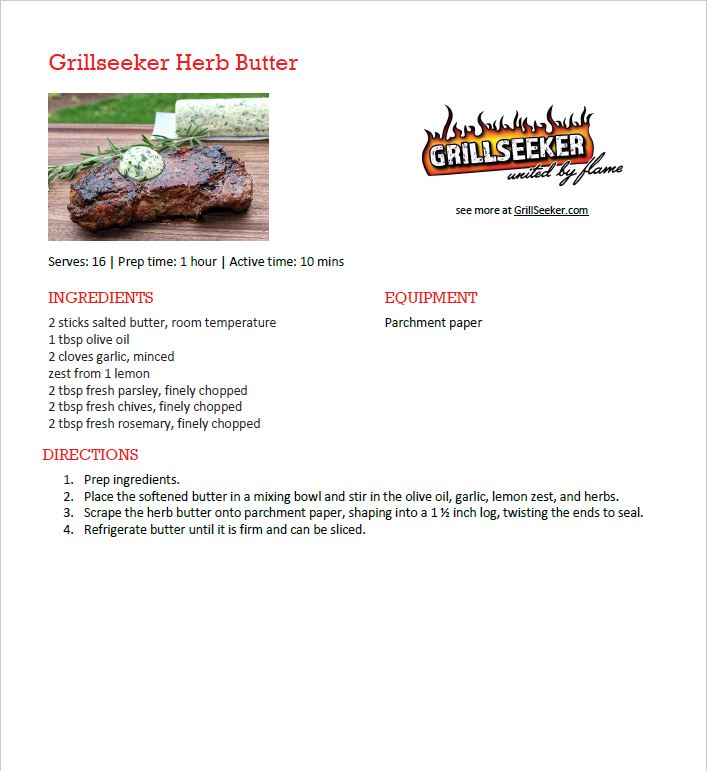 Grillseeker Herb Butter
GRILLSEEKER
united by flame
see more at GrillSeeker.com
Serves: 16 | Prep time: 1 hour | Active time: 10 mins
INGREDIENTS
2 sticks salted butter, room temperature
1 tbsp olive oil
2 cloves garlic, minced
zest from 1 lemon
2 tbsp fresh parsley, finely chopped
2 tbsp fresh chives, finely chopped
2 tbsp fresh rosemary, finely chopped
EQUIPMENT
Parchment paper
DIRECTIONS
1. Prep ingredients.
2. Place the softened butter in a mixing bowl and stir in the olive oil, garlic, lemon zest, and herbs.
3. Scrape the herb butter onto parchment paper, shaping into a 1 ½ inch log, twisting the ends to seal.
4. Refrigerate butter until it is firm and can be sliced.